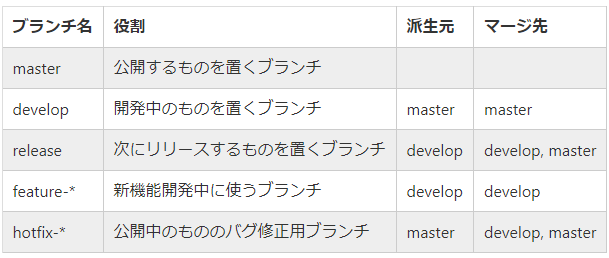 ブランチ名 役割 派生元 マージ先
master 公開するものを置くブランチ
develop 開発中のものを置くブランチ master master
release 次にリリースするものを置くブランチ develop develop, master
feature-* 新機能開発中に使うブランチ develop develop
hotfix-* 公開中のもののバグ修正用ブランチ master develop, master